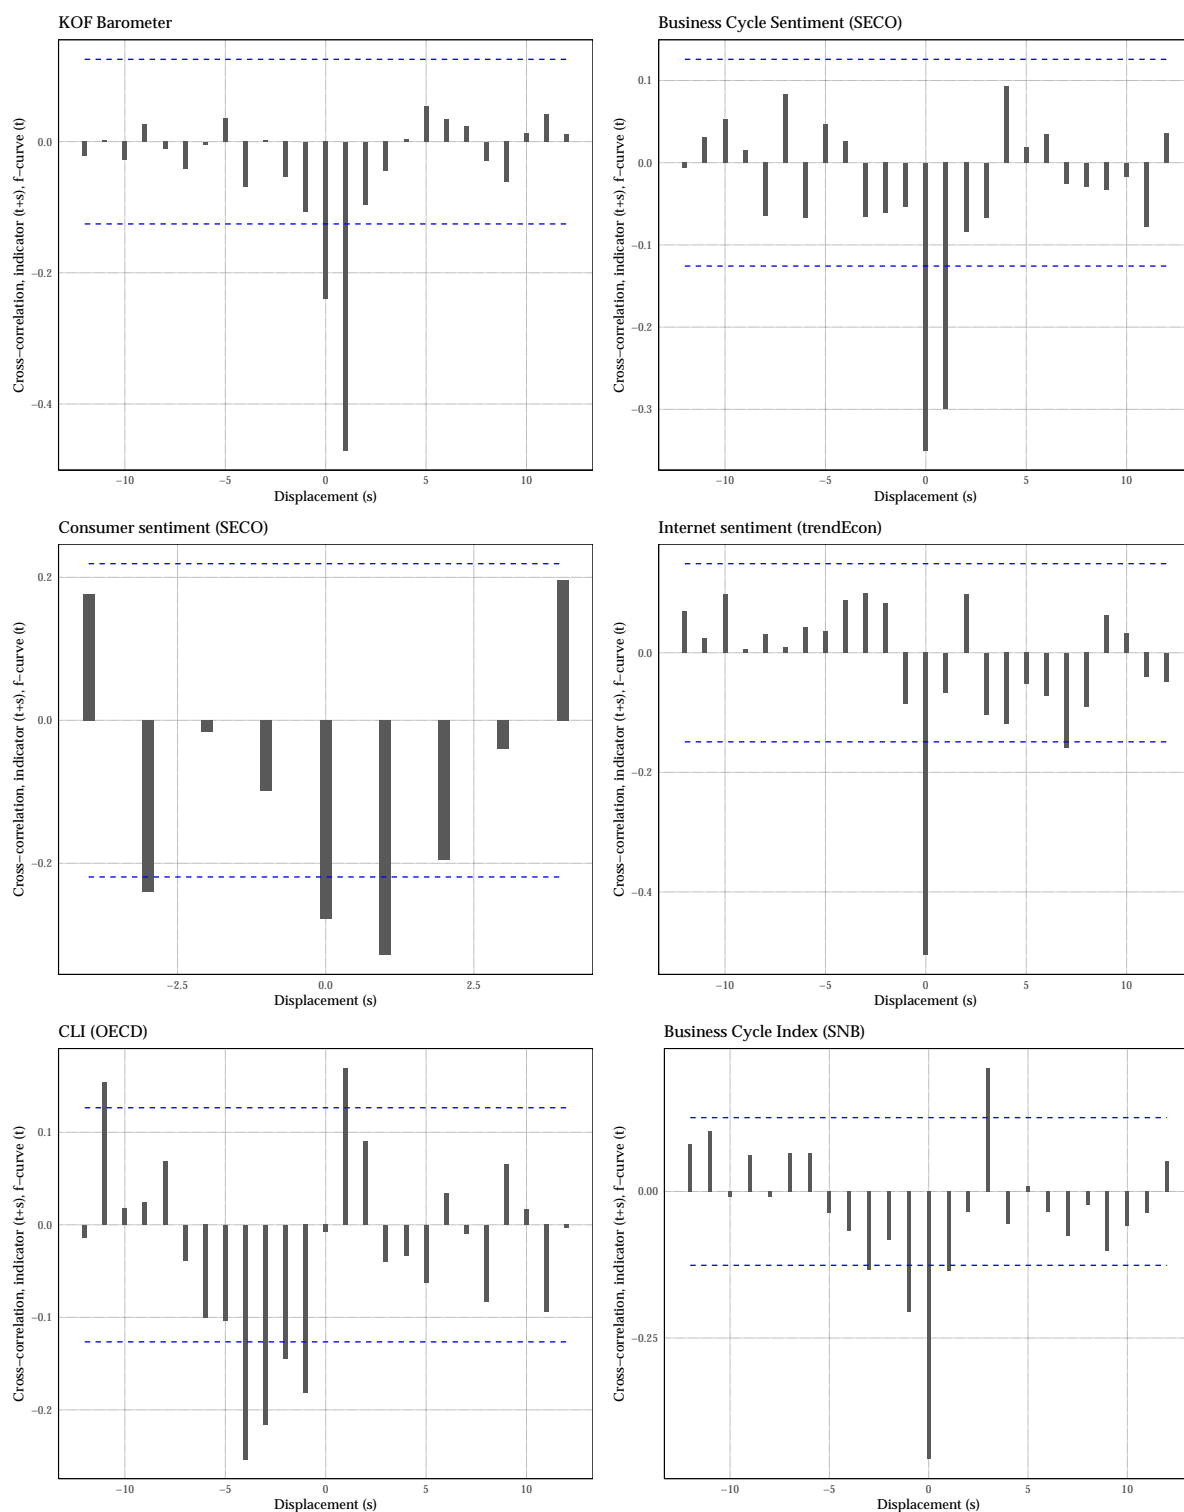 KOF Barometer
Cross−correlation, indicator (t+s), f−curve (t)
0.0
−0.2
−0.4
−10
−5
0
5
10
Displacement (s)
Business Cycle Sentiment (SECO)
Cross−correlation, indicator (t+s), f−curve (t)
0.1
0.0
−0.1
−0.2
−0.3
−10
−5
0
5
10
Displacement (s)
Consumer sentiment (SECO)
Cross−correlation, indicator (t+s), f−curve (t)
0.2
0.0
−0.2
−2.5
0.0
2.5
Displacement (s)
Internet sentiment (trendEcon)
Cross−correlation, indicator (t+s), f−curve (t)
0.0
−0.2
−0.4
−10
−5
0
5
10
Displacement (s)
CLI (OECD)
Cross−correlation, indicator (t+s), f−curve (t)
0.1
0.0
−0.1
−0.2
−10
−5
0
5
10
Displacement (s)
Business Cycle Index (SNB)
Cross−correlation, indicator (t+s), f−curve (t)
0.00
−0.25
−10
−5
0
5
10
Displacement (s)